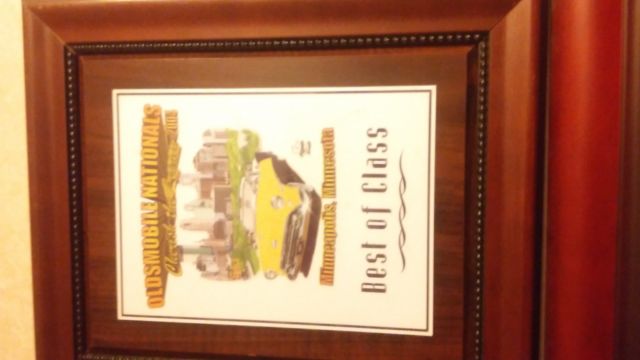 OLDSMOBILE NATIONALS
Minneapolis, Minnesota
Best of Class